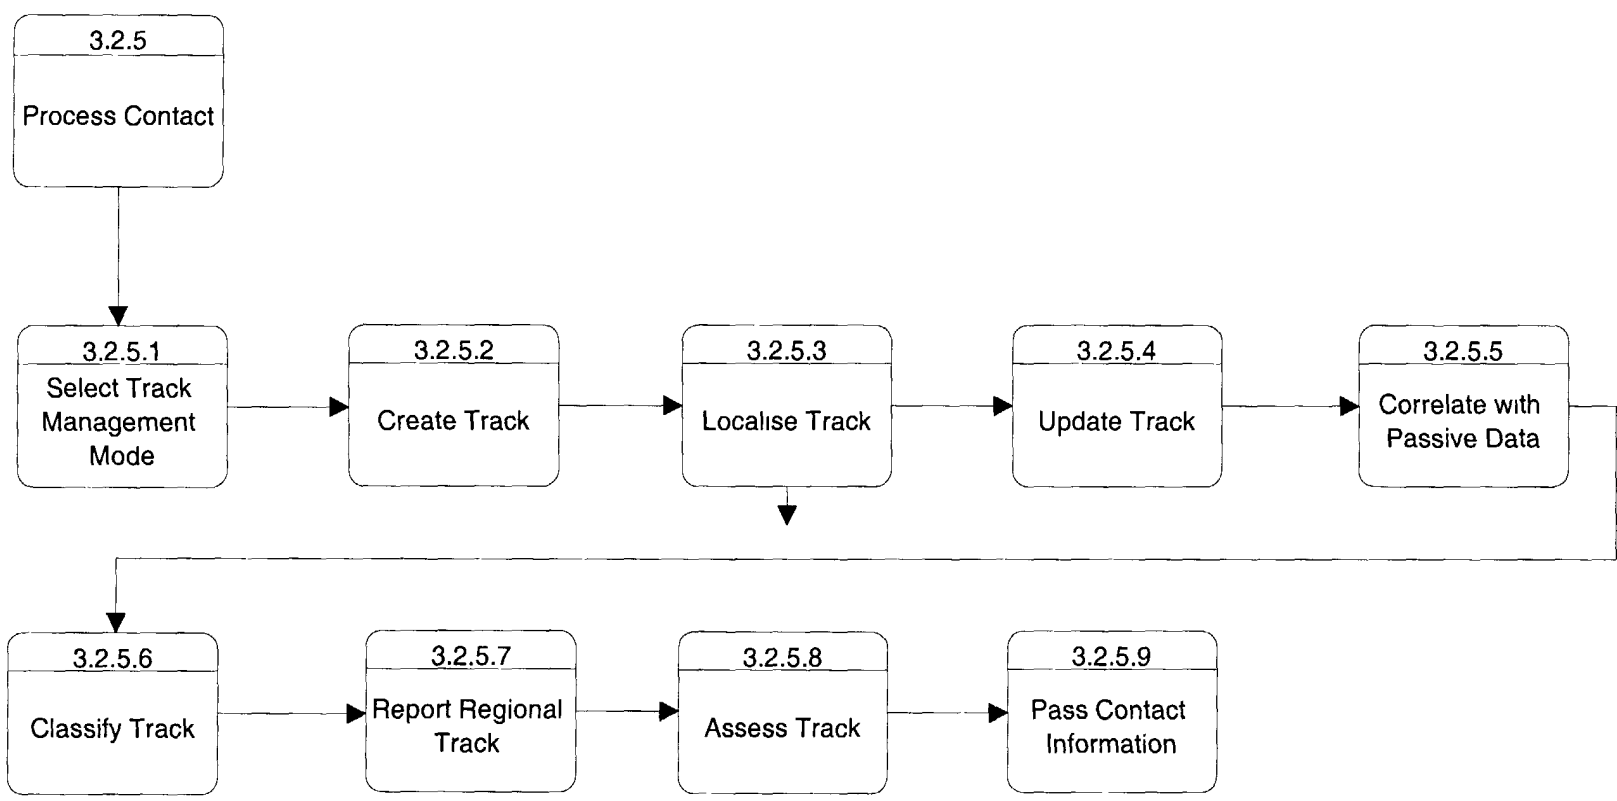 3.2.5
Process Contact
3.2.5.1
Select Track
Management
Mode
3.2.5.2
Create Track
3.2.5.3
Localise Track
3.2.5.4
Update Track
3.2.5.5
Correlate with
Passive Data
3.2.5.6
Classify Track
3.2.5.7
Report Regional
Track
3.2.5.8
Assess Track
3.2.5.9
Pass Contact
Information